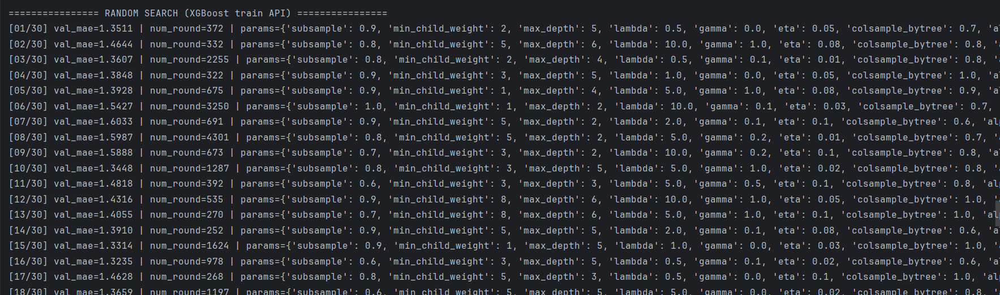 ================ RANDOM SEARCH (XGBoost train API) ================
[01/30] val_mae=1.3511 | num_round=372 | params={'subsample': 0.9, 'min_child_weight': 2, 'max_depth': 5, 'lambda': 0.5, 'gamma': 0.0, 'eta': 0.05, 'colsample_bytree': 0.7, 'al
[02/30] val_mae=1.4644 | num_round=332 | params={'subsample': 0.8, 'min_child_weight': 5, 'max_depth': 6, 'lambda': 10.0, 'gamma': 1.0, 'eta': 0.08, 'colsample_bytree': 0.8,
[03/30] val_mae=1.3607 | num_round=2255 | params={'subsample': 0.8, 'min_child_weight': 2, 'max_depth': 4, 'lambda': 0.5, 'gamma': 0.1, 'eta': 0.01, 'colsample_bytree': 0.8,
[04/30] val_mae=1.3848 | num_round=322 | params={'subsample': 0.9, 'min_child_weight': 3, 'max_depth': 5, 'lambda': 1.0, 'gamma': 0.0, 'eta': 0.05, 'colsample_bytree': 1.0, 'al
[05/30] val_mae=1.3928 | num_round=675 | params={'subsample': 0.9, 'min_child_weight': 1, 'max_depth': 4, 'lambda': 5.0, 'gamma': 1.0, 'eta': 0.08, 'colsample_bytree': 0.9, 'al
[06/30] val_mae=1.5427 | num_round=3250 | params={'subsample': 1.0, 'min_child_weight': 1, 'max_depth': 2, 'lambda': 10.0, 'gamma': 0.1, 'eta': 0.03, 'colsample_bytree': 0.7,
[07/30] val_mae=1.6033 | num_round=691 | params={'subsample': 0.9, 'min_child_weight': 5, 'max_depth': 2, 'lambda': 2.0, 'gamma': 0.1, 'eta': 0.1, 'colsample_bytree': 0.6, 'alp
[08/30] val_mae=1.5987 | num_round=4301 | params={'subsample': 0.8, 'min_child_weight': 5, 'max_depth': 2, 'lambda': 5.0, 'gamma': 0.2, 'eta': 0.01, 'colsample_bytree': 0.7,
[09/30] val_mae=1.5888 | num_round=673 | params={'subsample': 0.7, 'min_child_weight': 3, 'max_depth': 2, 'lambda': 10.0, 'gamma': 0.2, 'eta': 0.1, 'colsample_bytree': 0.8,
[10/30] val_mae=1.3448 | num_round=1287 | params={'subsample': 0.8, 'min_child_weight': 3, 'max_depth': 5, 'lambda': 5.0, 'gamma': 1.0, 'eta': 0.02, 'colsample_bytree': 0.8,
[11/30] val_mae=1.4818 | num_round=392 | params={'subsample': 0.6, 'min_child_weight': 3, 'max_depth': 3, 'lambda': 5.0, 'gamma': 0.5, 'eta': 0.1, 'colsample_bytree': 0.8, 'alp
[12/30] val_mae=1.4316 | num_round=535 | params={'subsample': 0.9, 'min_child_weight': 8, 'max_depth': 6, 'lambda': 10.0, 'gamma': 1.0, 'eta': 0.05, 'colsample_bytree': 1.0,
[13/30] val_mae=1.4055 | num_round=270 | params={'subsample': 0.7, 'min_child_weight': 8, 'max_depth': 6, 'lambda': 5.0, 'gamma': 1.0, 'eta': 0.1, 'colsample_bytree': 1.0, 'alp
[14/30] val_mae=1.3910 | num_round=252 | params={'subsample': 0.9, 'min_child_weight': 5, 'max_depth': 5, 'lambda': 2.0, 'gamma': 0.1, 'eta': 0.08, 'colsample_bytree': 0.6, 'al
[15/30] val_mae=1.3314 | num_round=1624 | params={'subsample': 0.9, 'min_child_weight': 1, 'max_depth': 5, 'lambda': 1.0, 'gamma': 0.0, 'eta': 0.03, 'colsample_bytree': 1.0,
[16/30] val_mae=1.3235 | num_round=978 | params={'subsample': 0.6, 'min_child_weight': 3, 'max_depth': 5, 'lambda': 0.5, 'gamma': 0.1, 'eta': 0.02, 'colsample_bytree': 0.6, 'al
[17/30] val_mae=1.4628 | num_round=268 | params={'subsample': 0.8, 'min_child_weight': 5, 'max_depth': 3, 'lambda': 0.5, 'gamma': 0.0, 'eta': 0.1, 'colsample_bytree': 1.0, 'alp
[18/30] val_mae=1.3659 | num_round=1197 | params={'subsample': 0.6, 'min_child_weight': 5, 'max_depth': 5, 'lambda': 5.0, 'gamma': 0.0, 'eta': 0.02, 'colsample_bytree': 0.8,